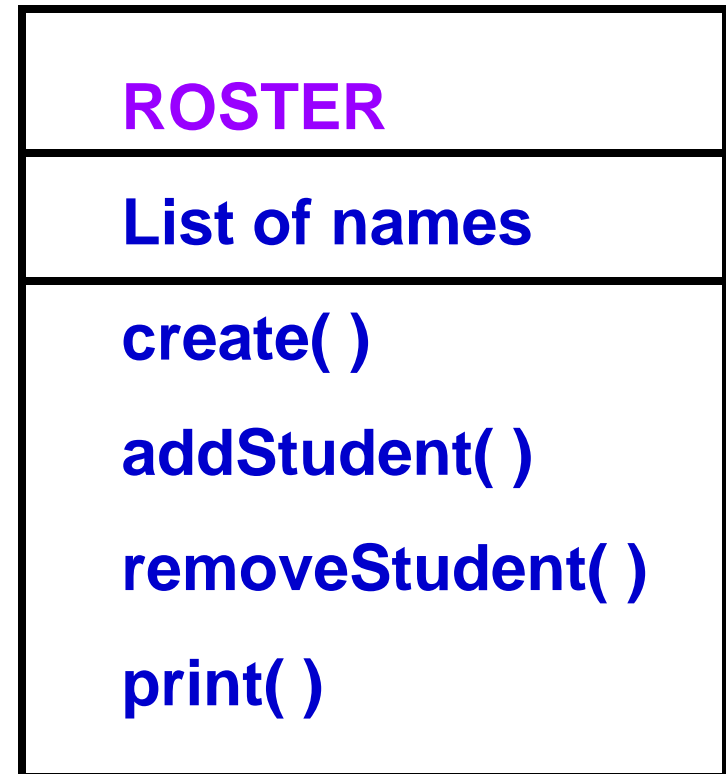 ROSTER
List of names
create( )
addStudent( )
removeStudent( )
print( )